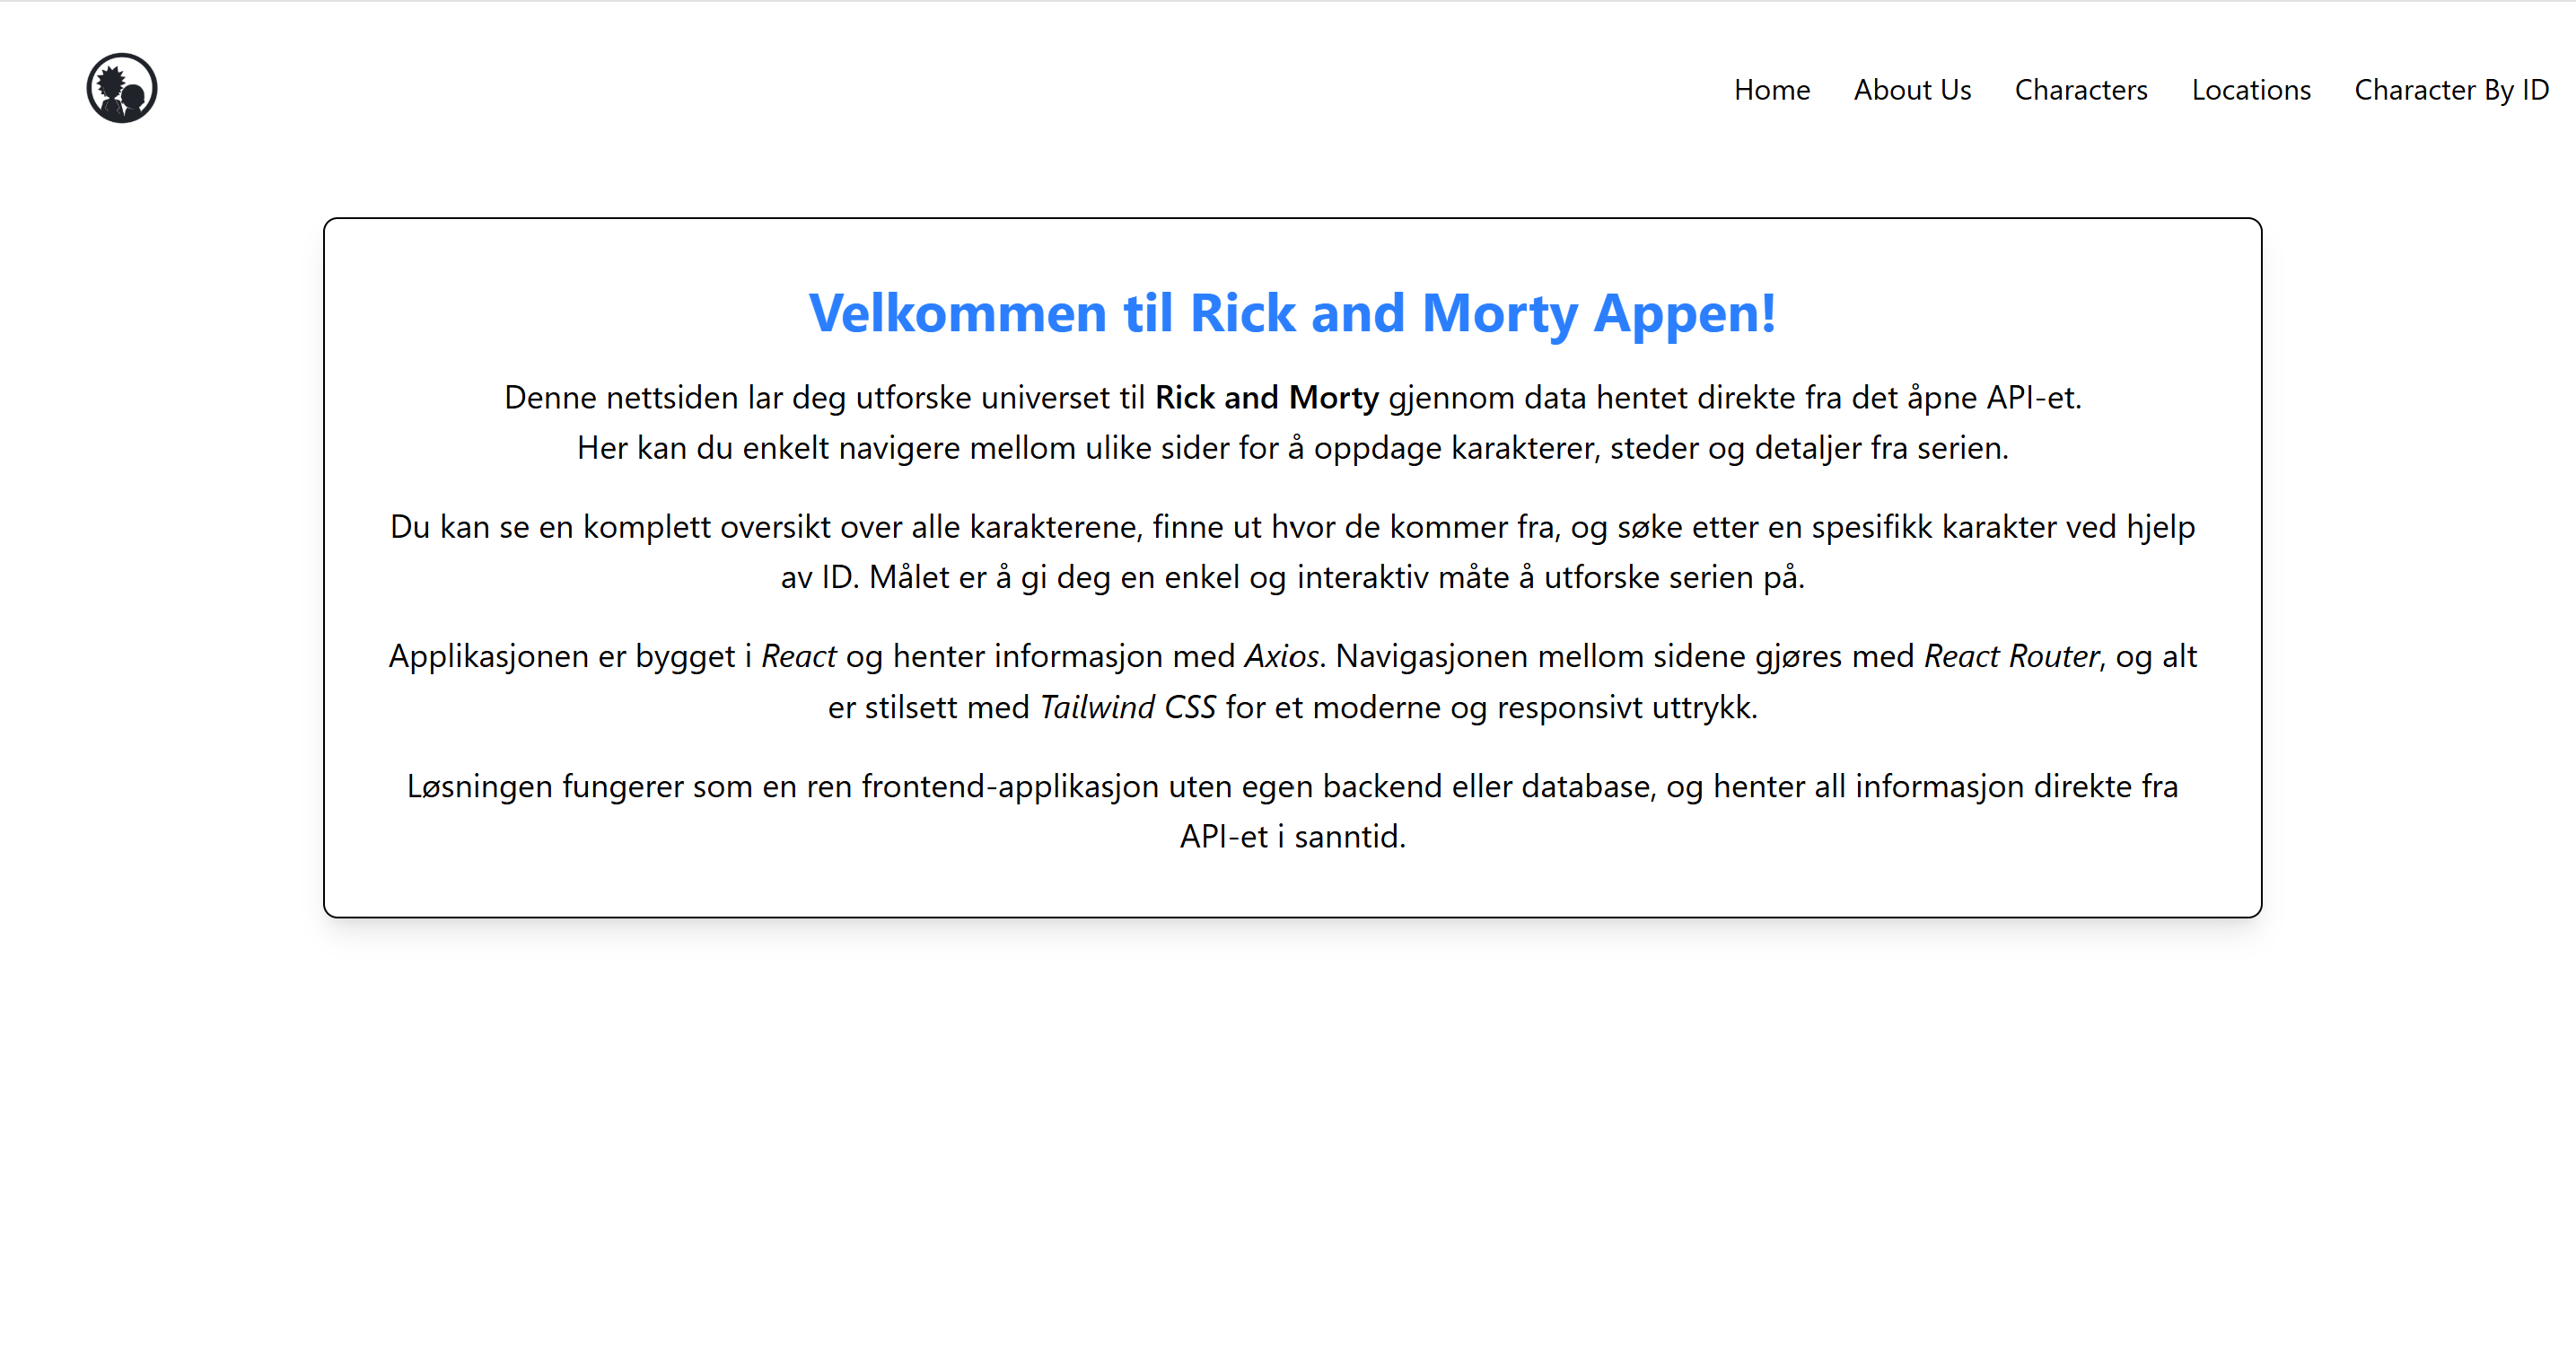 Home About Us Characters Locations Character By ID
Velkommen til Rick and Morty Appen!
Denne nettsiden lar deg utforske universet til Rick and Morty gjennom data hentet direkte fra det åpne API-et.
Her kan du enkelt navigere mellom ulike sider for å oppdage karakterer, steder og detaljer fra serien.
Du kan se en komplett oversikt over alle karakterene, finne ut hvor de kommer fra, og søke etter en spesifikk karakter ved hjelp
av ID. Målet er å gi deg en enkel og interaktiv måte å utforske serien på.
Applikasjonen er bygget i React og henter informasjon med Axios. Navigasjonen mellom sidene gjøres med React Router, og alt
er stilsett med Tailwind CSS for et moderne og responsivt uttrykk.
Løsningen fungerer som en ren frontend-applikasjon uten egen backend eller database, og henter all informasjon direkte fra
API-et i sanntid.